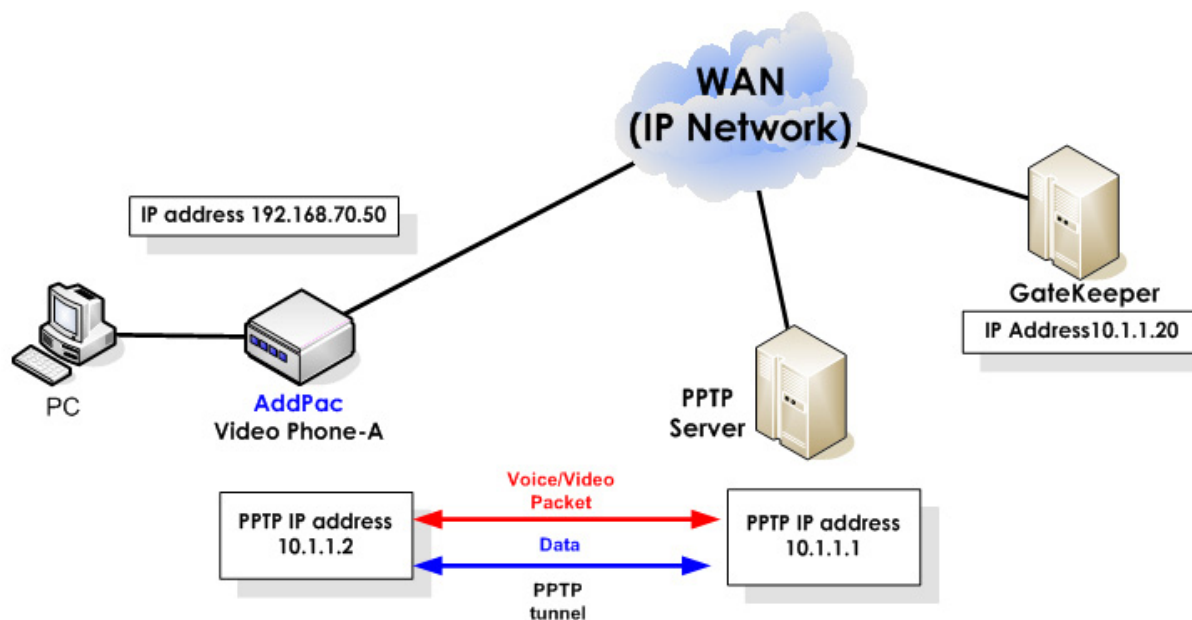 WAN
(IP Network)
IP address 192.168.70.50
GateKeeper
IP Address10.1.1.20
PC
AddPac
Video Phone-A
PPTP
Server
PPTP IP address
10.1.1.2
Voice/Video
Packet
Data
PPTP
tunnel
PPTP IP address
10.1.1.1